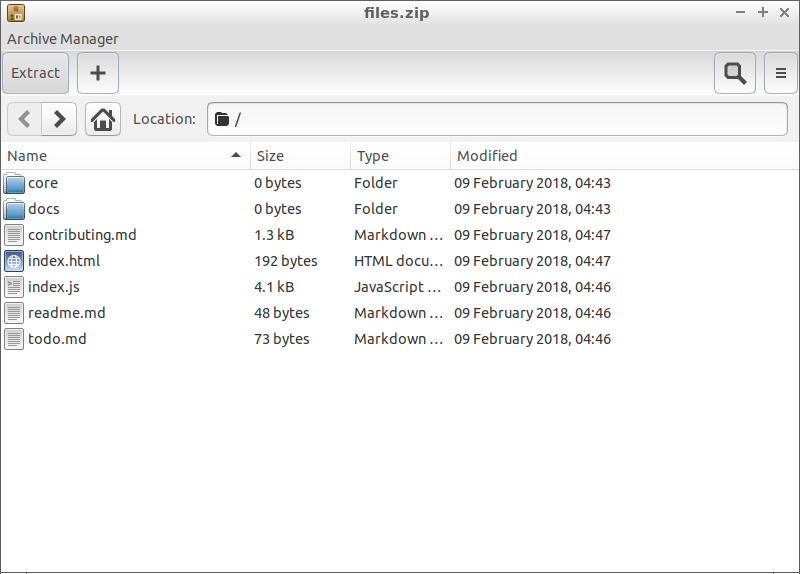 files.zip
Archive Manager
Extract
Location: /
Name Size Type Modified
core 0 bytes Folder 09 February 2018, 04:43
docs 0 bytes Folder 09 February 2018, 04:43
contributing.md 1.3 kB Markdown ... 09 February 2018, 04:47
index.html 192 bytes HTML docu... 09 February 2018, 04:47
index.js 4.1 kB JavaScript ... 09 February 2018, 04:46
readme.md 48 bytes Markdown ... 09 February 2018, 04:46
todo.md 73 bytes Markdown ... 09 February 2018, 04:46